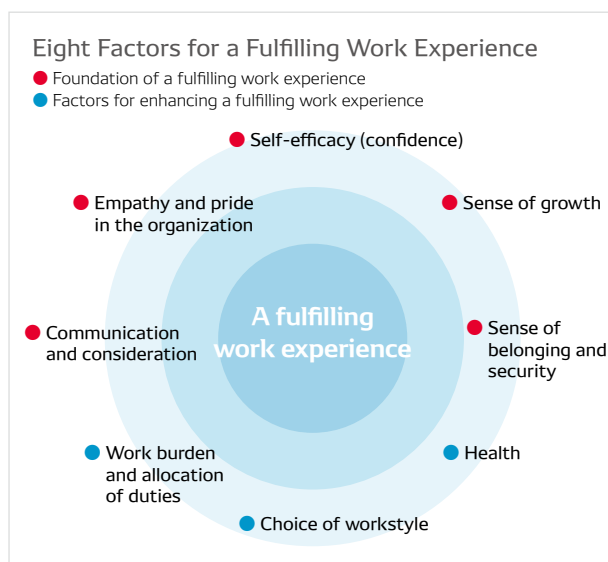 Eight Factors for a Fulfilling Work Experience
Foundation of a fulfilling work experience
Factors for enhancing a fulfilling work experience
Self-efficacy (confidence)
Empathy and pride
in the organization
Sense of growth
A fulfilling
work experience
Communication
and consideration
Sense of
belonging and
security
Work burden
and allocation
of duties
Health
Choice of workstyle